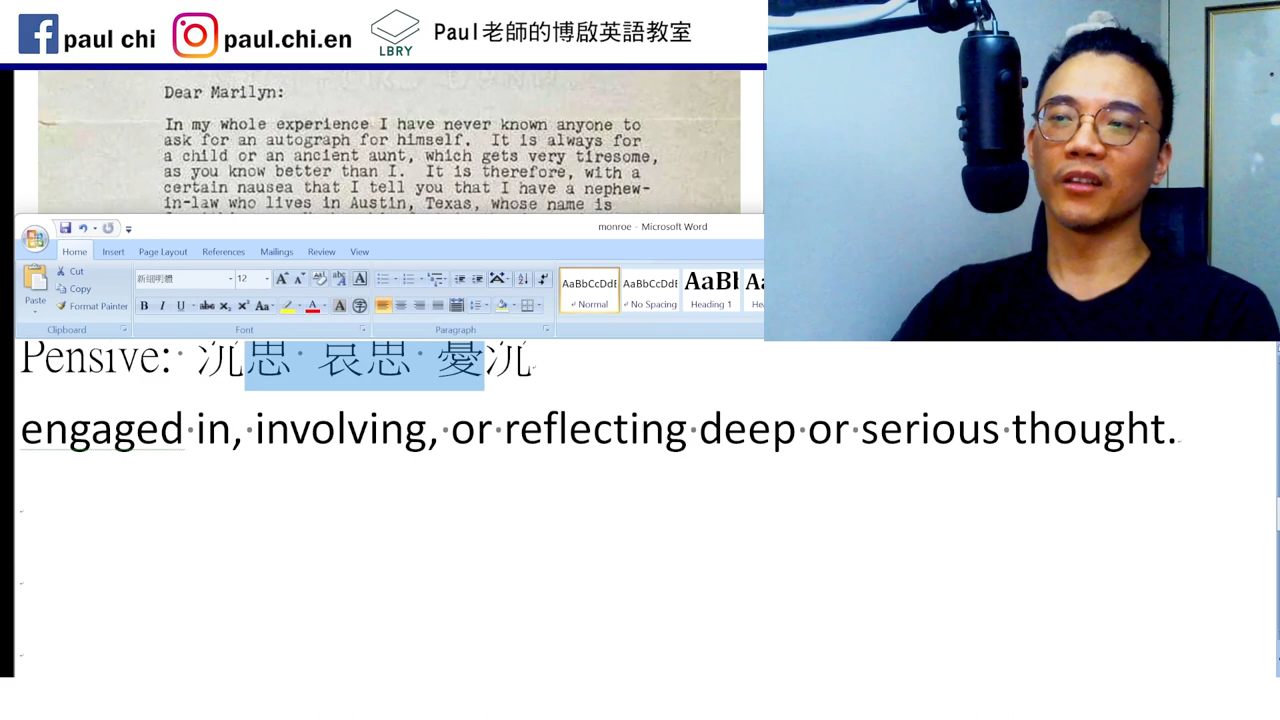 paul chi
paul.chi.en
LBRY
Paul老師的博啟英語教室
Dear Marilyn:
In my whole experience I have never known anyone to
ask for an autograph for himself. It is always for
a child or an ancient aunt, which gets very tiresome,
as you know better than I. It is therefore, with a
certain nausea that I tell you that I have a nephew-
in-law who lives in Austin, Texas, whose name is
monroe - Microsoft Word
Home Insert Page Layout References Mailings Review View
Paste
Cut
Copy
Format Painter
Clipboard
新細明體 12
Font
Paragraph
AaBbCcDdE AaBbCcDdE AaBb
Normal No Spacing Heading 1
Pensive: 沉思 哀思 憂沉
engaged in, involving, or reflecting deep or serious thought.